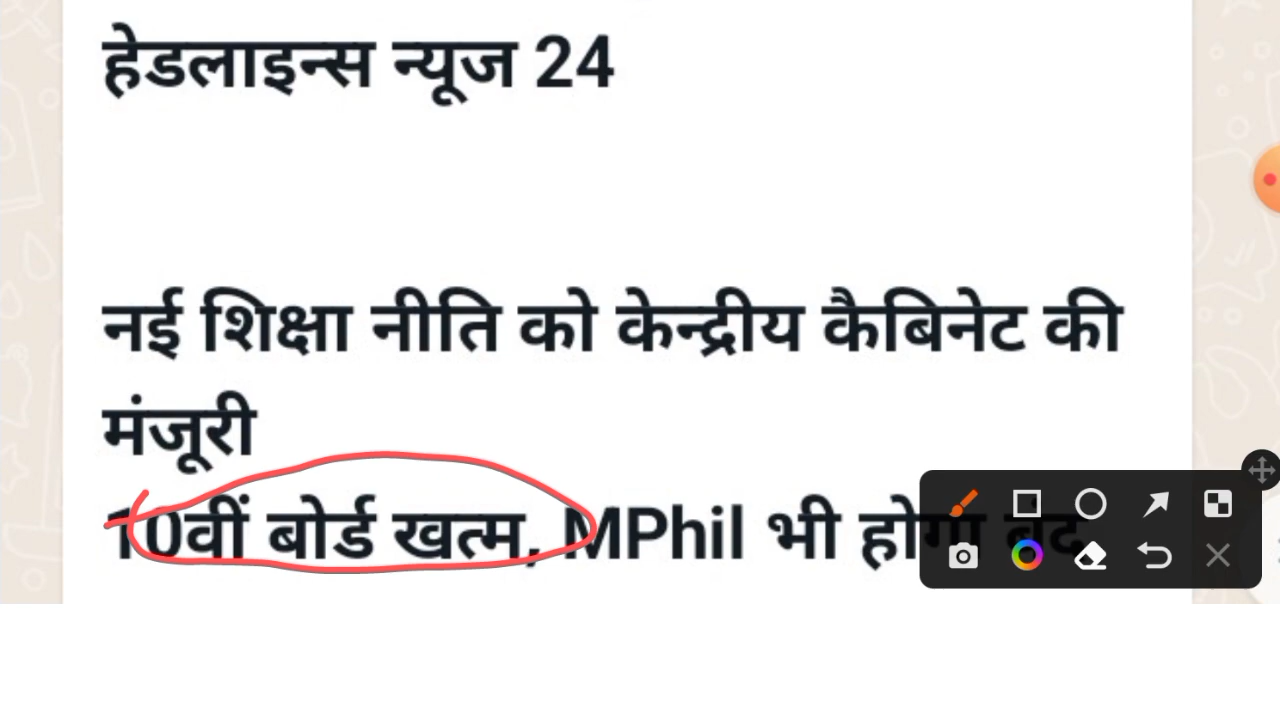 हेडलाइन्स न्यूज 24
नई शिक्षा नीति को केन्द्रीय कैबिनेट की
मंजूरी
10वीं बोर्ड खत्म, MPhil भी होगा बंद